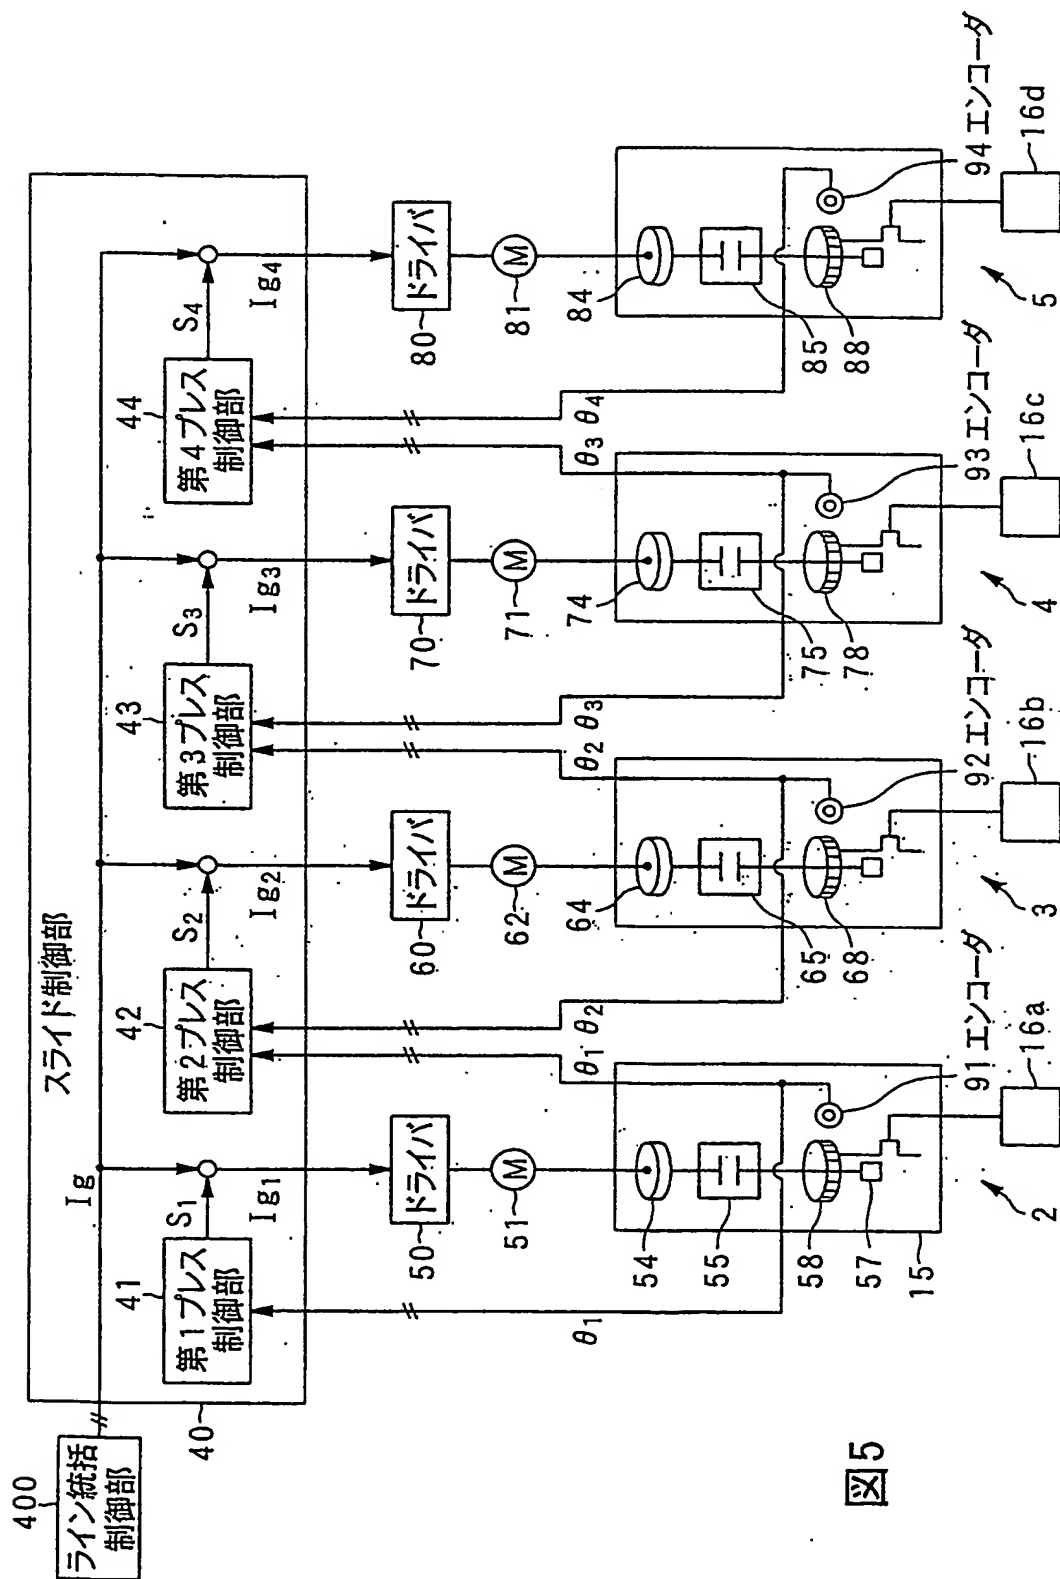 400
ライン統括
制御部
スライド制御部
40
Ig
41
第1プレス
制御部
S1
Ig1
42
第2プレス
制御部
S2
Ig2
43
第3プレス
制御部
S3
Ig3
44
第4プレス
制御部
S4
Ig4
50
ドライバ
60
ドライバ
70
ドライバ
80
ドライバ
51
M
62
M
71
M
81
M
θ1
θ1
θ2
θ2
θ3
θ3
θ4
54
55
58
57
15
64
65
68
74
75
78
84
85
88
2
91 エンコーダ
16a
3
92 エンコーダ
16b
4
93 エンコーダ
16c
5
94 エンコーダ
16d
図5